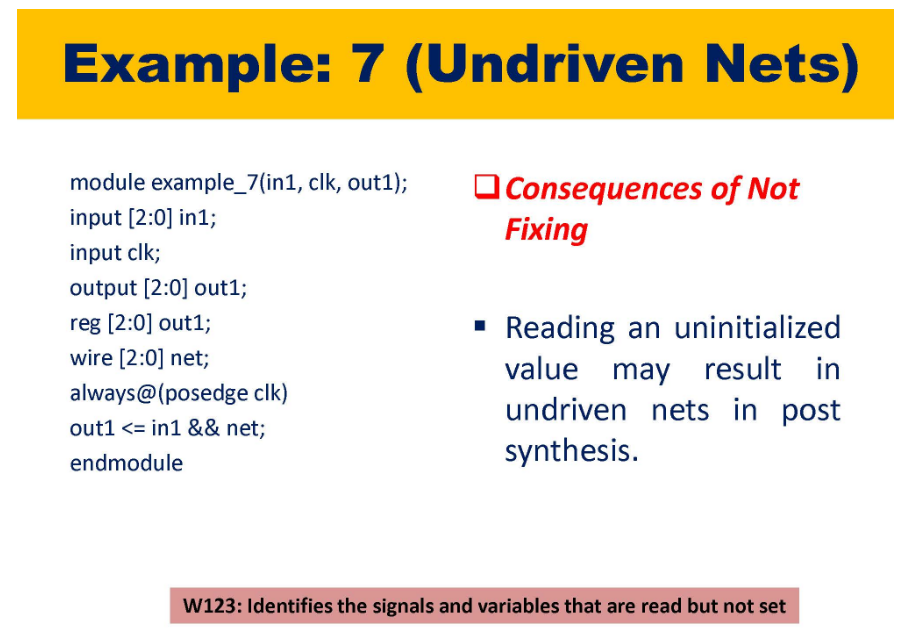 Example: 7 (Undriven Nets)
module example_7(in1, clk, out1);
input [2:0] in1;
input clk;
output [2:0] out1;
reg [2:0] out1;
wire [2:0] net;
always@(posedge clk)
out1 <= in1 && net;
endmodule
Consequences of Not
Fixing
▪ Reading an uninitialized
value may result in
undriven nets in post
synthesis.
W123: Identifies the signals and variables that are read but not set